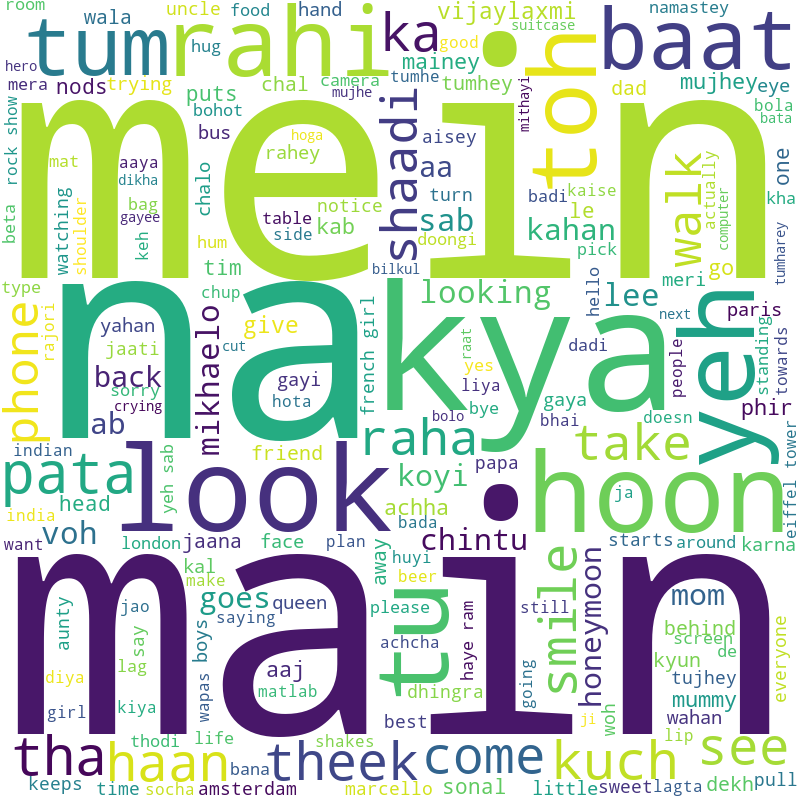 room uncle food hand namastey
wala tum rahi ka vijaylaxmi suitcase baat
hero mera nods trying hug chal camera mainey good
puts tumhe tumhey toh dad mujhey eye
bohot mujhe shaadi mithayi bola
rock show bus hoga aisey one bata
mein
mat aaya rahey aa walk actually
beta watching dikha chalo turn badi kaise kha
bag notice le computer
shoulder gayee table sab kahan
keh side kab doongi pick tumharey
hum tim bilkul hello meri go
type chup looking lee paris
na kya yeh
phone rajori yahan give french girl next
jaati mikhaelo cut raat dadi people standing towards
back gayi yes
sorry liya gaya phir
crying hota bye doesn
ab bolo bhai
indian raha take
friend papa
pata look hoon
yeh sab koyi ja eiffel tower
head achha
india voh bada
want london jaana face plan chintu huyi starts around karna
kal away honeymoon
make beer smile mom
aunty jao goes queen please still behind
saying tu screen
say wapas boys achcha haye ram kyun de
main
lag aaj tujhey everyone
diya matlab dhingra going mummy
kiya ji woh wahan
girl best lip
thodi life shakes
tha haan theek come kuch see
bana
keeps time socha amsterdam marcello sonal little sweet lagta dekh pull